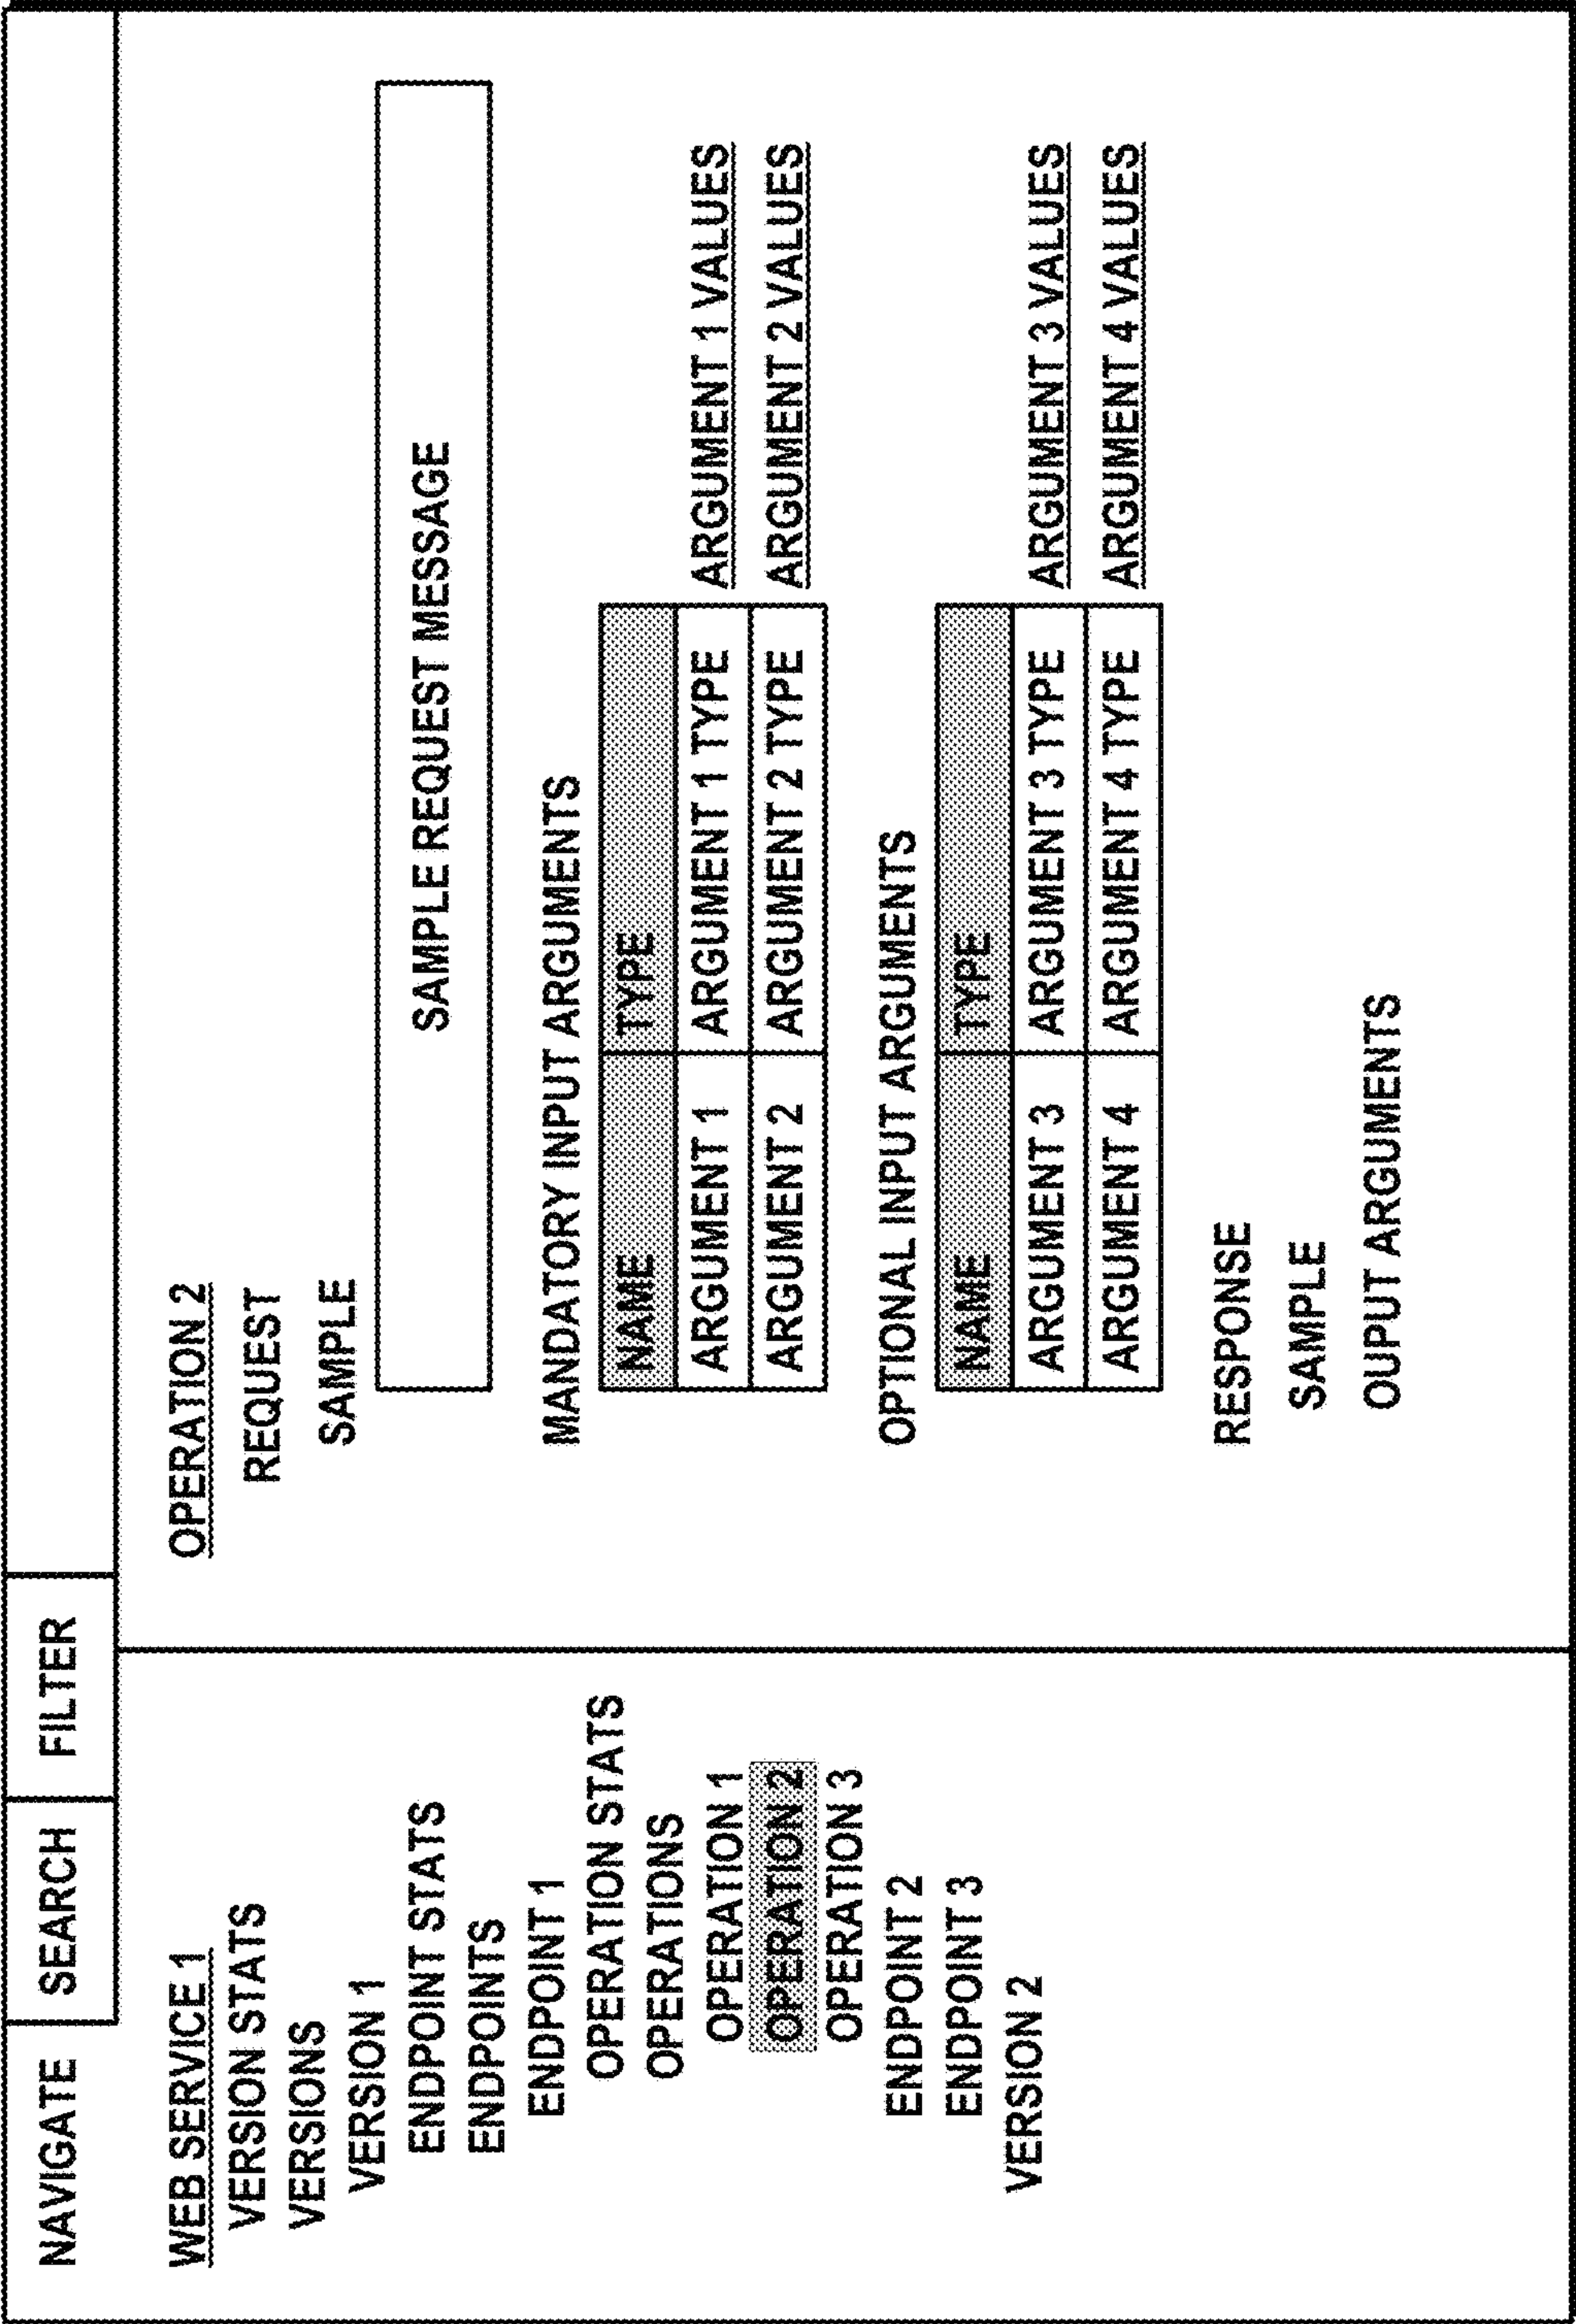 NAVIGATE SEARCH FILTER SEA
WEB SERVICE 1
VERSION STATS
VERSIONS
VERSION 1
ENDPOINT STATS
ENDPOINTS
ENDPOINT 1
OPERATION STATS
OPERATIONS
OPERATION 1
OPERATION 2
OPERATION 3
ENDPOINT 2
ENDPOINT 3
VERSION 2
OPERATION 2
REQUEST
SAMPLE
SAMPLE REQUEST MESSAGE
MANDATORY INPUT ARGUMENTS
NAME TYPE
ARGUMENT 1 ARGUMENT 1 TYPE ARGUMENT 1 VALUES
ARGUMENT 2 ARGUMENT 2 TYPE ARGUMENT 2 VALUES
OPTIONAL INPUT ARGUMENTS
NAME TYPE
ARGUMENT 3 ARGUMENT 3 TYPE ARGUMENT 3 VALUES
ARGUMENT 4 ARGUMENT 4 TYPE ARGUMENT 4 VALUES
RESPONSE
SAMPLE
OUPUT ARGUMENTS